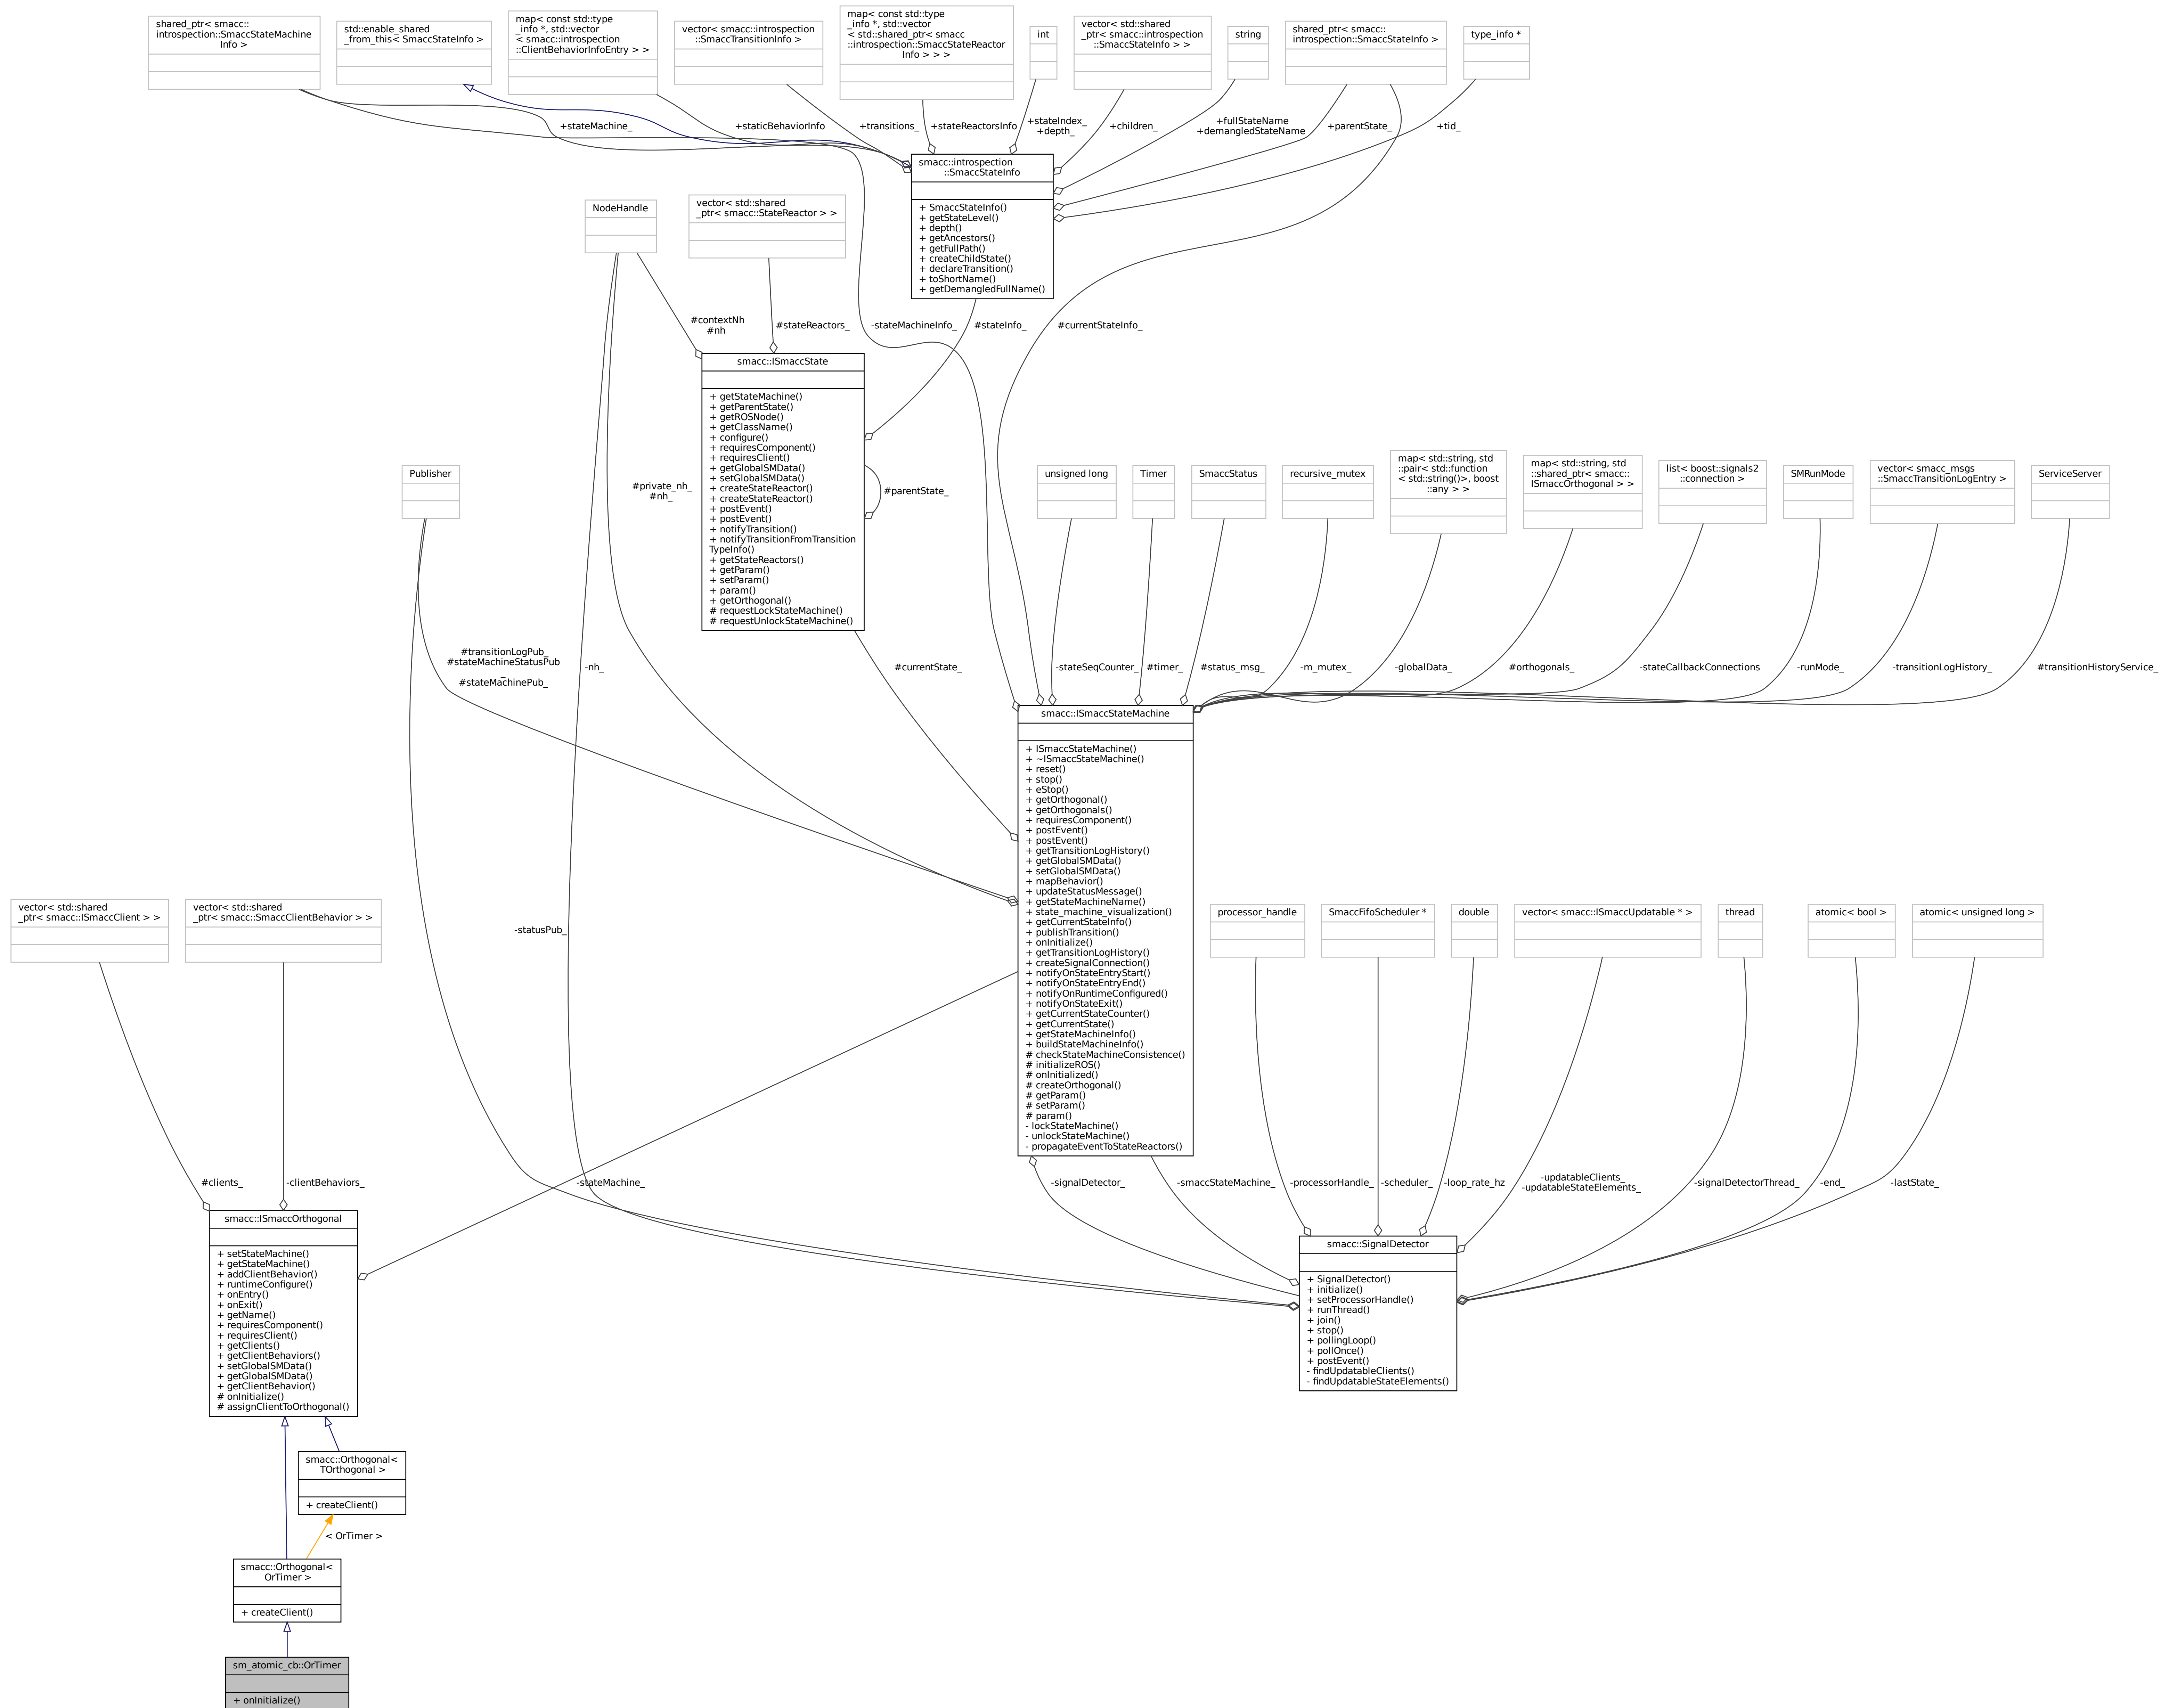 shared_ptr< smacc::
introspection::SmaccStateMachine
Info >
std::enable_shared
_from_this< SmaccStateInfo >
map< const std::type
_info *, std::vector
< smacc::introspection
::ClientBehaviorInfoEntry > >
vector< smacc::introspection
::SmaccTransitionInfo >
map< const std::type
_info *, std::vector
< std::shared_ptr< smacc
::introspection::SmaccStateReactor
Info > > >
int
vector< std::shared
_ptr< smacc::introspection
::SmaccStateInfo > >
string
shared_ptr< smacc::
introspection::SmaccStateInfo >
type_info *
+stateMachine_
+staticBehaviorInfo
+transitions_
+stateReactorsInfo
+stateIndex_
+depth_
+children_
+fullStateName
+demangledStateName
+parentState_
+tid_
smacc::introspection
::SmaccStateInfo
+ SmaccStateInfo()
+ getStateLevel()
+ depth()
+ getAncestors()
+ getFullPath()
+ createChildState()
+ declareTransition()
+ toShortName()
+ getDemangledFullName()
NodeHandle
vector< std::shared
_ptr< smacc::StateReactor > >
#contextNh
#nh
#stateReactors_
-stateMachineInfo_
#stateInfo_
#currentStateInfo_
smacc::ISmaccState
+ getStateMachine()
+ getParentState()
+ getROSNode()
+ getClassName()
+ configure()
+ requiresComponent()
+ requiresClient()
+ getGlobalSMData()
+ setGlobalSMData()
+ createStateReactor()
+ createStateReactor()
+ postEvent()
+ postEvent()
+ notifyTransition()
+ notifyTransitionFromTransition
TypeInfo()
+ getStateReactors()
+ getParam()
+ setParam()
+ param()
+ getOrthogonal()
# requestLockStateMachine()
# requestUnlockStateMachine()
#parentState_
Publisher
#private_nh_
#nh_
unsigned long
Timer
SmaccStatus
recursive_mutex
map< std::string, std
::pair< std::function
< std::string()>, boost
::any > >
map< std::string, std
::shared_ptr< smacc::
ISmaccOrthogonal > >
list< boost::signals2
::connection >
SMRunMode
vector< smacc_msgs
::SmaccTransitionLogEntry >
ServiceServer
#transitionLogPub_
#stateMachineStatusPub
_
#stateMachinePub_
-nh_
#currentState_
-stateSeqCounter_
#timer_
#status_msg_
-m_mutex_
-globalData_
#orthogonals_
-stateCallbackConnections
-runMode_
-transitionLogHistory_
#transitionHistoryService_
smacc::ISmaccStateMachine
+ ISmaccStateMachine()
+ ~ISmaccStateMachine()
+ reset()
+ stop()
+ eStop()
+ getOrthogonal()
+ getOrthogonals()
+ requiresComponent()
+ postEvent()
+ postEvent()
+ getTransitionLogHistory()
+ getGlobalSMData()
+ setGlobalSMData()
+ mapBehavior()
+ updateStatusMessage()
+ getStateMachineName()
+ state_machine_visualization()
+ getCurrentStateInfo()
+ publishTransition()
+ onInitialize()
+ getTransitionLogHistory()
+ createSignalConnection()
+ notifyOnStateEntryStart()
+ notifyOnStateEntryEnd()
+ notifyOnRuntimeConfigured()
+ notifyOnStateExit()
+ getCurrentStateCounter()
+ getCurrentState()
+ getStateMachineInfo()
+ buildStateMachineInfo()
# checkStateMachineConsistence()
# initializeROS()
# onInitialized()
# createOrthogonal()
# getParam()
# setParam()
# param()
- lockStateMachine()
- unlockStateMachine()
- propagateEventToStateReactors()
vector< std::shared
_ptr< smacc::ISmaccClient > >
vector< std::shared
_ptr< smacc::SmaccClientBehavior > >
-statusPub_
processor_handle
SmaccFifoScheduler *
double
vector< smacc::ISmaccUpdatable * >
thread
atomic< bool >
atomic< unsigned long >
#clients_
-clientBehaviors_
-stateMachine_
-signalDetector_
-smaccStateMachine_
-processorHandle_
-scheduler_
-loop_rate_hz
-updatableClients_
-updatableStateElements_
-signalDetectorThread_
-end_
-lastState_
smacc::ISmaccOrthogonal
+ setStateMachine()
+ getStateMachine()
+ addClientBehavior()
+ runtimeConfigure()
+ onEntry()
+ onExit()
+ getName()
+ requiresComponent()
+ requiresClient()
+ getClients()
+ getClientBehaviors()
+ setGlobalSMData()
+ getGlobalSMData()
+ getClientBehavior()
# onInitialize()
# assignClientToOrthogonal()
smacc::SignalDetector
+ SignalDetector()
+ initialize()
+ setProcessorHandle()
+ runThread()
+ join()
+ stop()
+ pollingLoop()
+ pollOnce()
+ postEvent()
- findUpdatableClients()
- findUpdatableStateElements()
smacc::Orthogonal<
TOrthogonal >
+ createClient()
< OrTimer >
smacc::Orthogonal<
OrTimer >
+ createClient()
sm_atomic_cb::OrTimer
+ onInitialize()